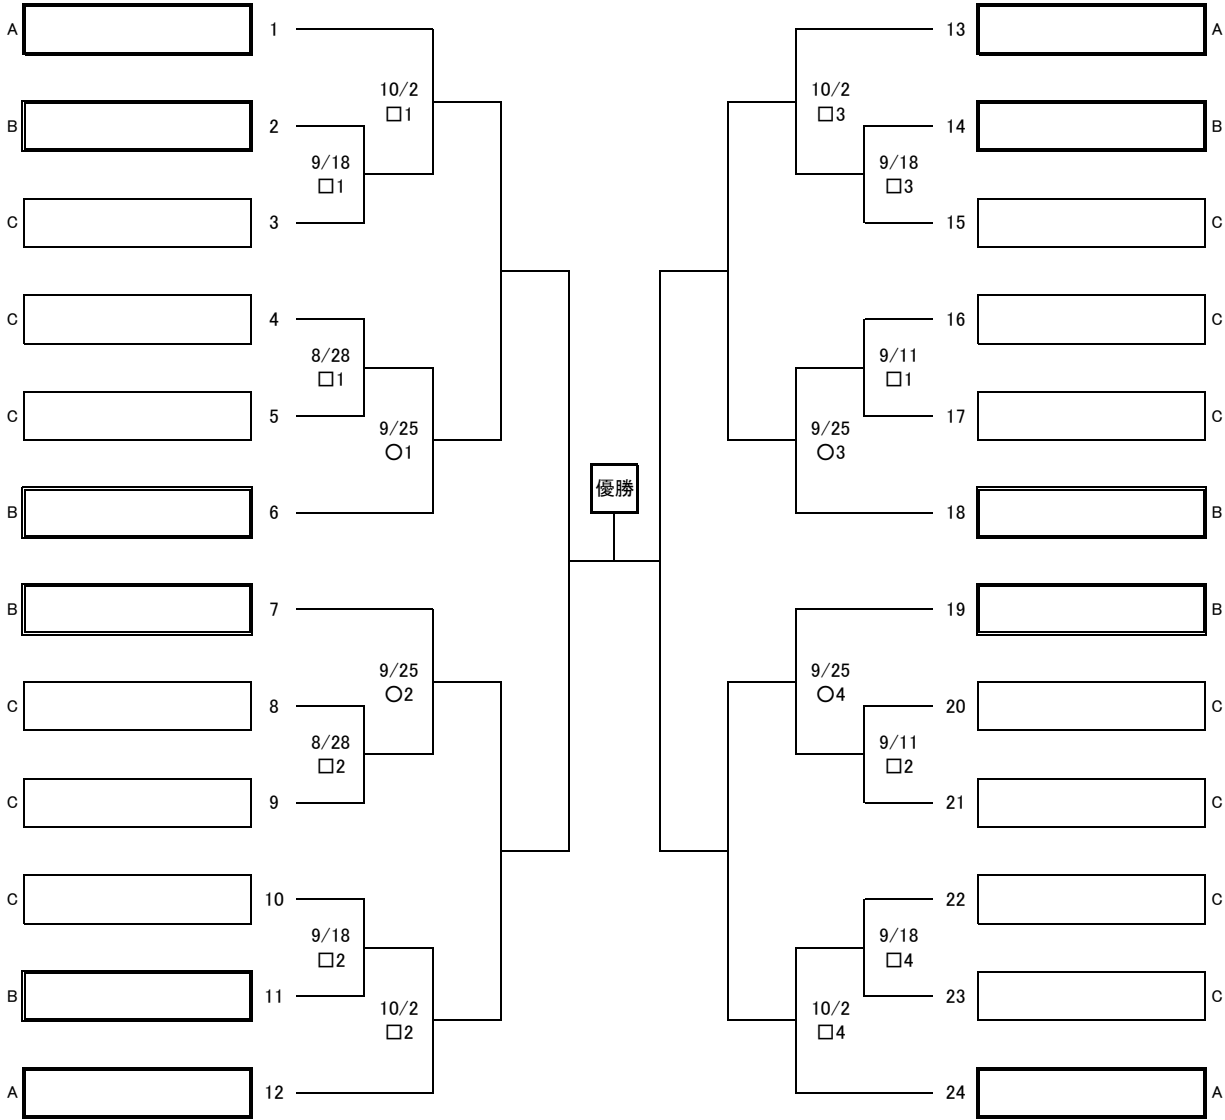 A 1 13 A
10/2 10/2
□1 □3
B 2 14 B
9/18 9/18
□1 □3
C 3 15 C
C 4 16 C
8/28 9/11
□1 □1
C 5 17 C
9/25 9/25
○1 ○3
優勝
B 6 18 B
B 7 19 B
9/25 9/25
○2 ○4
C 8 20 C
8/28 9/11
□2 □2
C 9 21 C
C 10 22 C
9/18 9/18
□2 □4
B 11 23 C
10/2 10/2
□2 □4
A 12 24 A